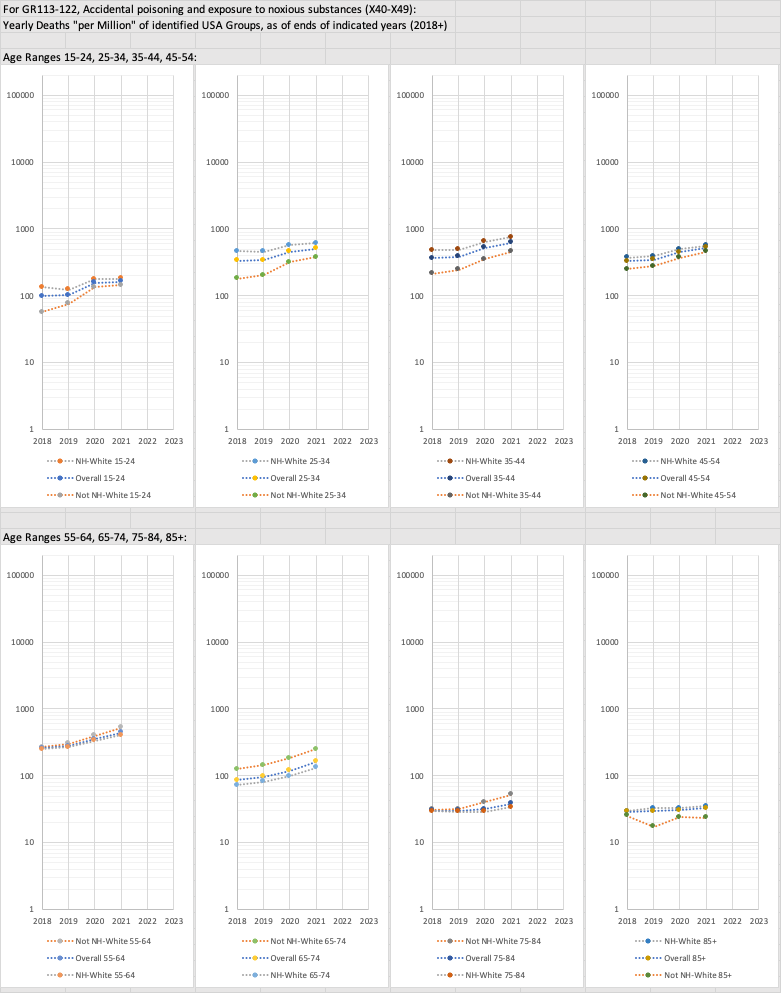 For GR113-122, Accidental poisoning and exposure to noxious substances (X40-X49):
Yearly Deaths "per Million" of identified USA Groups, as of ends of indicated years (2018+)
Age Ranges 15-24, 25-34, 35-44, 45-54:
100000 100000 100000 100000
10000 10000 10000 10000
1000 1000 1000 1000
100 100 100 100
10 10 10 10
1 1 1 1
2018 2019 2020 2021 2022 2023 2018 2019 2020 2021 2022 2023 2018 2019 2020 2021 2022 2023 2018 2019 2020 2021 2022 2023
NH-White 15-24 NH-White 25-34 NH-White 35-44 NH-White 45-54
Overall 15-24 Overall 25-34 Overall 35-44 Overall 45-54
Not NH-White 15-24 Not NH-White 25-34 Not NH-White 35-44 Not NH-White 45-54
Age Ranges 55-64, 65-74, 75-84, 85+:
100000 100000 100000 100000
10000 10000 10000 10000
1000 1000 1000 1000
100 100 100 100
10 10 10 10
1 1 1 1
2018 2019 2020 2021 2022 2023 2018 2019 2020 2021 2022 2023 2018 2019 2020 2021 2022 2023 2018 2019 2020 2021 2022 2023
Not NH-White 55-64 Not NH-White 65-74 Not NH-White 75-84 NH-White 85+
Overall 55-64 Overall 65-74 Overall 75-84 Overall 85+
NH-White 55-64 NH-White 65-74 NH-White 75-84 Not NH-White 85+